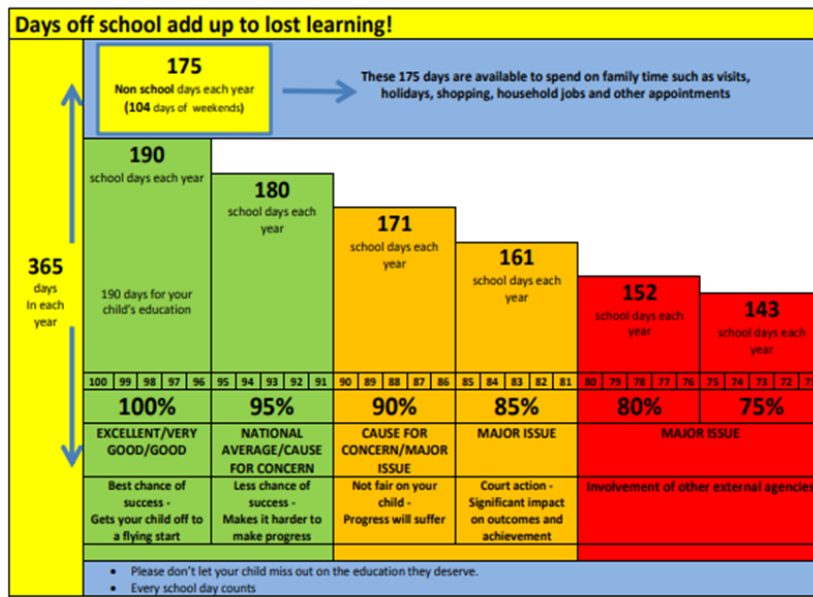 Days off school add up to lost learning!
175
Non school days each year
(104 days of weekends)
These 175 days are available to spend on family time such as visits,
holidays, shopping, household jobs and other appointments
365
days
In each
year
190
school days each year
190 days for your
child's education
180
school days each
year
171
school days each
year
161
school days each
year
152
school days each
year
143
school days each
year
100 99 98 97 96 95 94 93 92 91 90 89 88 87 86 85 84 83 82 81 80 79 78 77 76 75 74 73 72
100% 95% 90% 85% 80% 75%
EXCELLENT/VERY
GOOD/GOOD
NATIONAL
AVERAGE/CAUSE
FOR CONCERN
CAUSE FOR
CONCERN/MAJOR
ISSUE
MAJOR ISSUE
MAJOR ISSUE
Best chance of
success -
Gets your child off to
a flying start
Less chance of
success -
Makes it harder to
make progress
Not fair on your
child -
Progress will suffer
Court action -
Significant impact
on outcomes and
achievement
Involvement of other external agencies
• Please don't let your child miss out on the education they deserve.
• Every school day counts